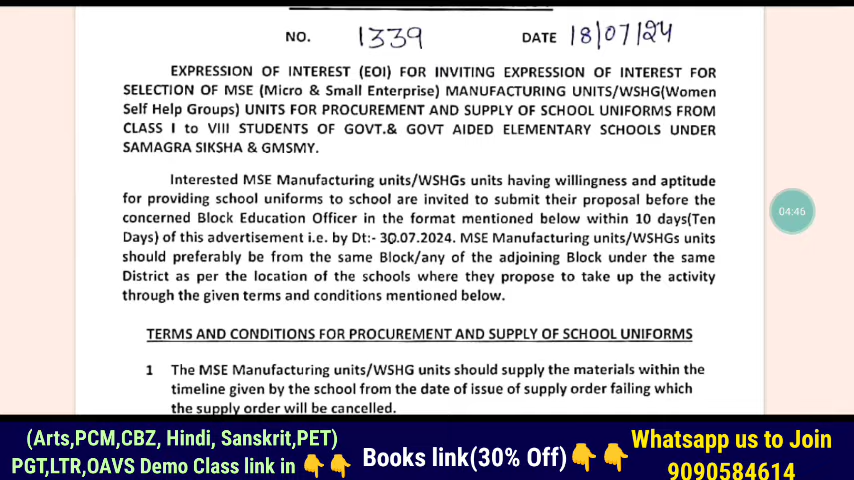 NO. 1339 DATE 18/07/24
EXPRESSION OF INTEREST (EOI) FOR INVITING EXPRESSION OF INTEREST FOR
SELECTION OF MSE (Micro & Small Enterprise) MANUFACTURING UNITS/WSHG(Women
Self Help Groups) UNITS FOR PROCUREMENT AND SUPPLY OF SCHOOL UNIFORMS FROM
CLASS I to VIII STUDENTS OF GOVT.& GOVT AIDED ELEMENTARY SCHOOLS UNDER
SAMAGRA SIKSHA & GMSMY.
Interested MSE Manufacturing units/WSHGs units having willingness and aptitude
for providing school uniforms to school are invited to submit their proposal before the
concerned Block Education Officer in the format mentioned below within 10 days(Ten
Days) of this advertisement i.e. by Dt:- 30.07.2024. MSE Manufacturing units/WSHGs units
should preferably be from the same Block/any of the adjoining Block under the same
District as per the location of the schools where they propose to take up the activity
through the given terms and conditions mentioned below.
04:46
TERMS AND CONDITIONS FOR PROCUREMENT AND SUPPLY OF SCHOOL UNIFORMS
1 The MSE Manufacturing units/WSHG units should supply the materials within the
timeline given by the school from the date of issue of supply order failing which
the supply order will be cancelled.
(Arts,PCM,CBZ, Hindi, Sanskrit,PET)
PGT,LTR,OAVS Demo Class link in 👇👇
Books link(30% Off)👇👇
Whatsapp us to Join
9090584614